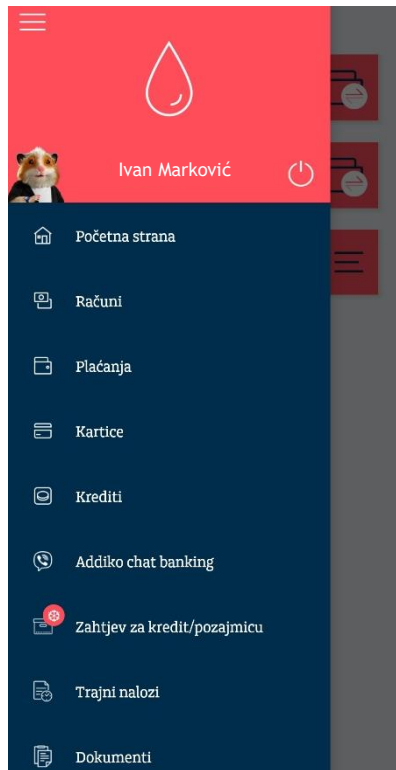 Ivan Marković
Početna strana
Računi
Plaćanja
Kartice
Krediti
Addiko chat banking
Zahtjev za kredit/pozajmicu
Trajni nalozi
Dokumenti